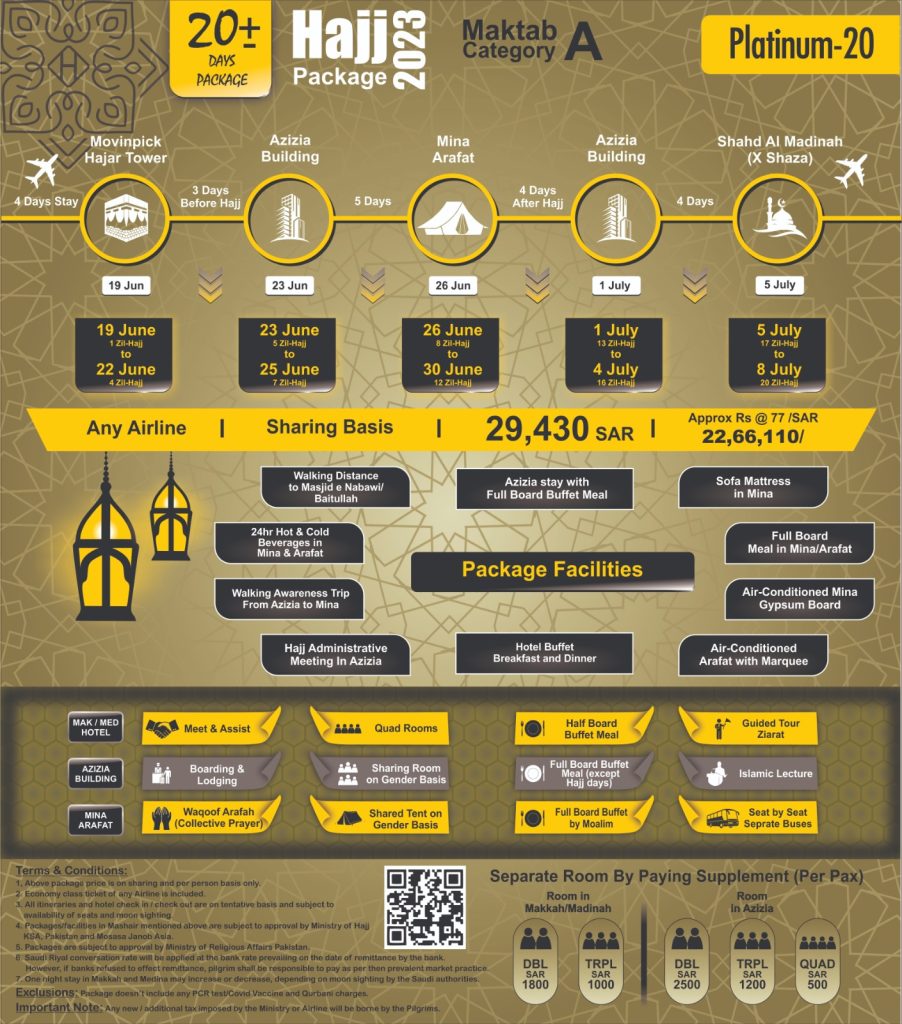 20±
DAYS
PACKAGE
Hajj
Package
2023
Maktab
Category A
Platinum-20
Movinpick
Hajar Tower
Azizia
Building
Mina
Arafat
Azizia
Building
Shahd Al Madinah
(X Shaza)
4 Days Stay
3 Days
Before Hajj
5 Days
4 Days
After Hajj
4 Days
19 Jun
23 Jun
26 Jun
1 July
5 July
19 June
1 Zil-Hajj
to
22 June
4 Zil-Hajj
23 June
5 Zil-Hajj
to
25 June
7 Zil-Hajj
26 June
8 Zil-Hajj
to
30 June
12 Zil-Hajj
1 July
13 Zil-Hajj
to
4 July
16 Zil-Hajj
5 July
17 Zil-Hajj
to
8 July
20 Zil-Hajj
Any Airline | Sharing Basis | 29,430 SAR |
Approx Rs @ 77 /SAR
22,66,110/
Walking Distance
to Masjid e Nabawi/
Baitullah
Azizia stay with
Full Board Buffet Meal
Sofa Mattress
in Mina
24hr Hot & Cold
Beverages in
Mina & Arafat
Full Board
Meal in Mina/Arafat
Package Facilities
Walking Awareness Trip
From Azizia to Mina
Air-Conditioned Mina
Gypsum Board
Hajj Administrative
Meeting In Azizia
Hotel Buffet
Breakfast and Dinner
Air-Conditioned
Arafat with Marquee
MAK / MED
HOTEL
Meet & Assist
Quad Rooms
Half Board
Buffet Meal
Guided Tour
Ziarat
AZIZIA
BUILDING
Boarding &
Lodging
Sharing Room
on Gender Basis
Full Board Buffet
Meal (except
Hajj days)
Islamic Lecture
MINA
ARAFAT
Waqoof Arafah
(Collective Prayer)
Shared Tent on
Gender Basis
Full Board Buffet
by Moalim
Seat by Seat
Seprate Buses
Terms & Conditions:
1, Above package price is on sharing and per person basis only.
2. Economy class ticket of any Airline is included.
3. All itineraries and hotel check in / check out are on tentative basis and subject to
availability of seats and moon sighting.
4. Packages/facilities in Mashair mentioned above are subject to approval by Ministry of Hajj
KSA, Pakistan and Mosasa Janob Asia.
5. Packages are subject to approval by Ministry of Religious Affairs Pakistan.
6. Saudi Riyal conversation rate will be applied at the bank rate prevailing on the date of remittance by the bank.
However, if banks refused to effect remittance, pilgrim shall be responsible to pay as per then prevalent market practice.
7. One night stay in Makkah and Medina may increase or decrease, depending on moon sighting by the Saudi authorities.
Exclusions: Package doesn't include any PCR test/Covid Vaccine and Qurbani charges.
Important Note: Any new / additional tax imposed by the Ministry or Airline will be borne by the Pilgrims.
Separate Room By Paying Supplement (Per Pax)
Room in
Makkah/Madinah
Room
in Azizia
DBL
SAR
1800
TRPL
SAR
1000
DBL
SAR
2500
TRPL
SAR
1200
QUAD
SAR
500